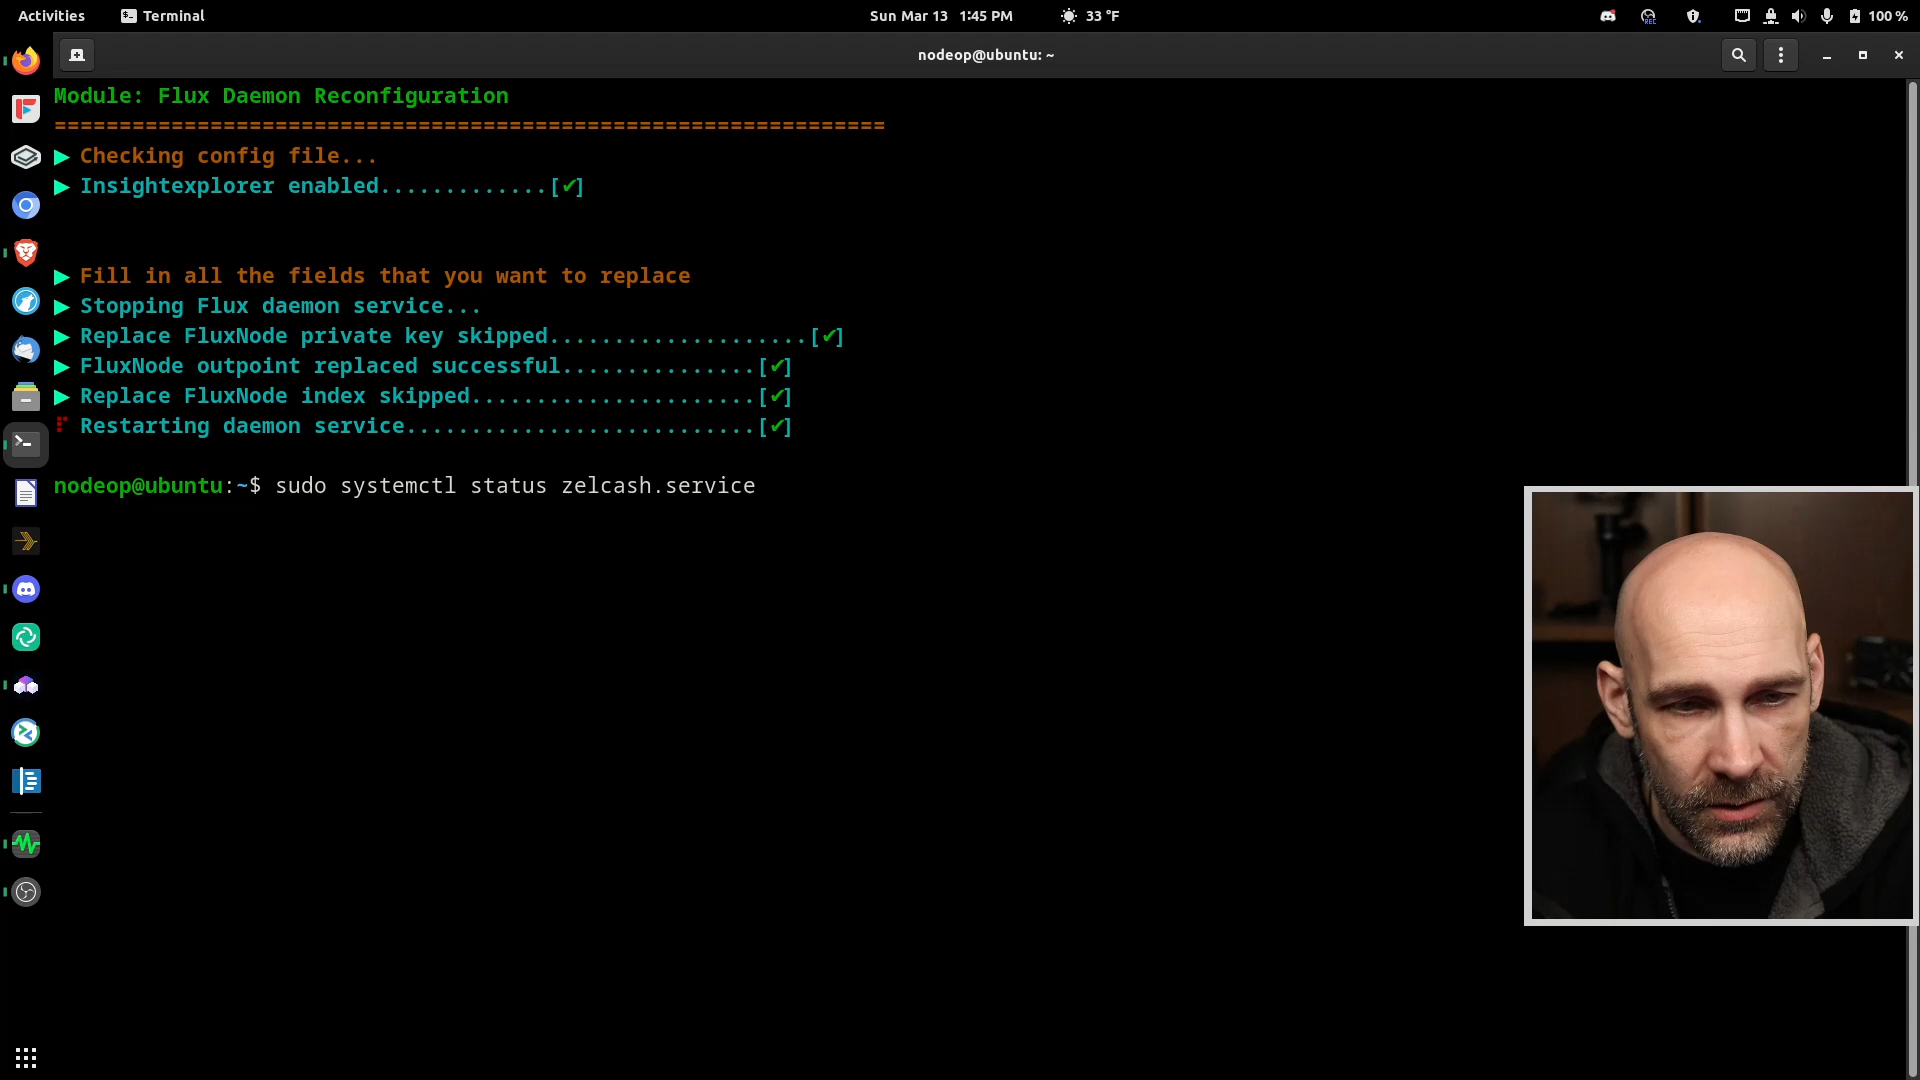 Activities Terminal Sun Mar 13 1:45 PM 33 °F 100 %
nodeop@ubuntu: ~
Module: Flux Daemon Reconfiguration
================================================================
▶ Checking config file...
▶ Insightexplorer enabled.............[✔]
▶ Fill in all the fields that you want to replace
▶ Stopping Flux daemon service...
▶ Replace FluxNode private key skipped....................[✔]
▶ FluxNode outpoint replaced successful...............[✔]
▶ Replace FluxNode index skipped......................[✔]
⠏ Restarting daemon service...........................[✔]
nodeop@ubuntu:~$ sudo systemctl status zelcash.service